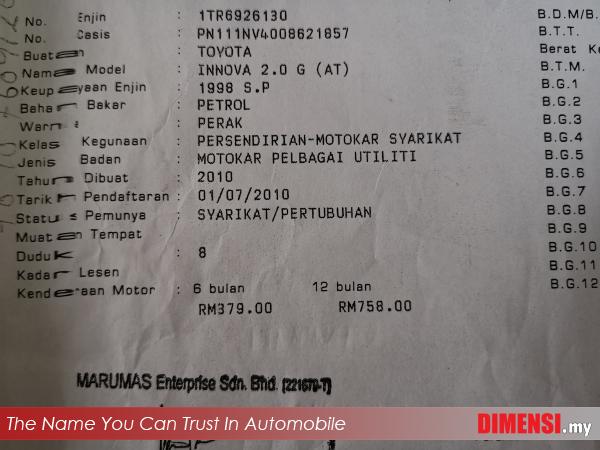 No. Enjin : 1TR6926130 B.D.M/B.
No. Casis : PN111NV4008621857 B.T.T.
Buatan : TOYOTA Berat Ke
Nama Model : INNOVA 2.0 G (AT) B.T.M.
Keupayaan Enjin : 1998 S.P B.G.1
Bahan Bakar : PETROL B.G.2
Warna : PERAK B.G.3
Kelas Kegunaan : PERSENDIRIAN-MOTOKAR SYARIKAT B.G.4
Jenis Badan : MOTOKAR PELBAGAI UTILITI B.G.5
Tahun Dibuat : 2010 B.G.6
Tarikh Pendaftaran : 01/07/2010 B.G.7
Status Pemunya : SYARIKAT/PERTUBUHAN B.G.8
Muatan Tempat B.G.9
Duduk : 8 B.G.10
Kadar Lesen B.G.11
Kenderaan Motor : 6 bulan 12 bulan B.G.12
RM379.00 RM758.00
MARUMAS Enterprise Sdn. Bhd. (221670-T)
The Name You Can Trust In Automobile
DIMENSI.my